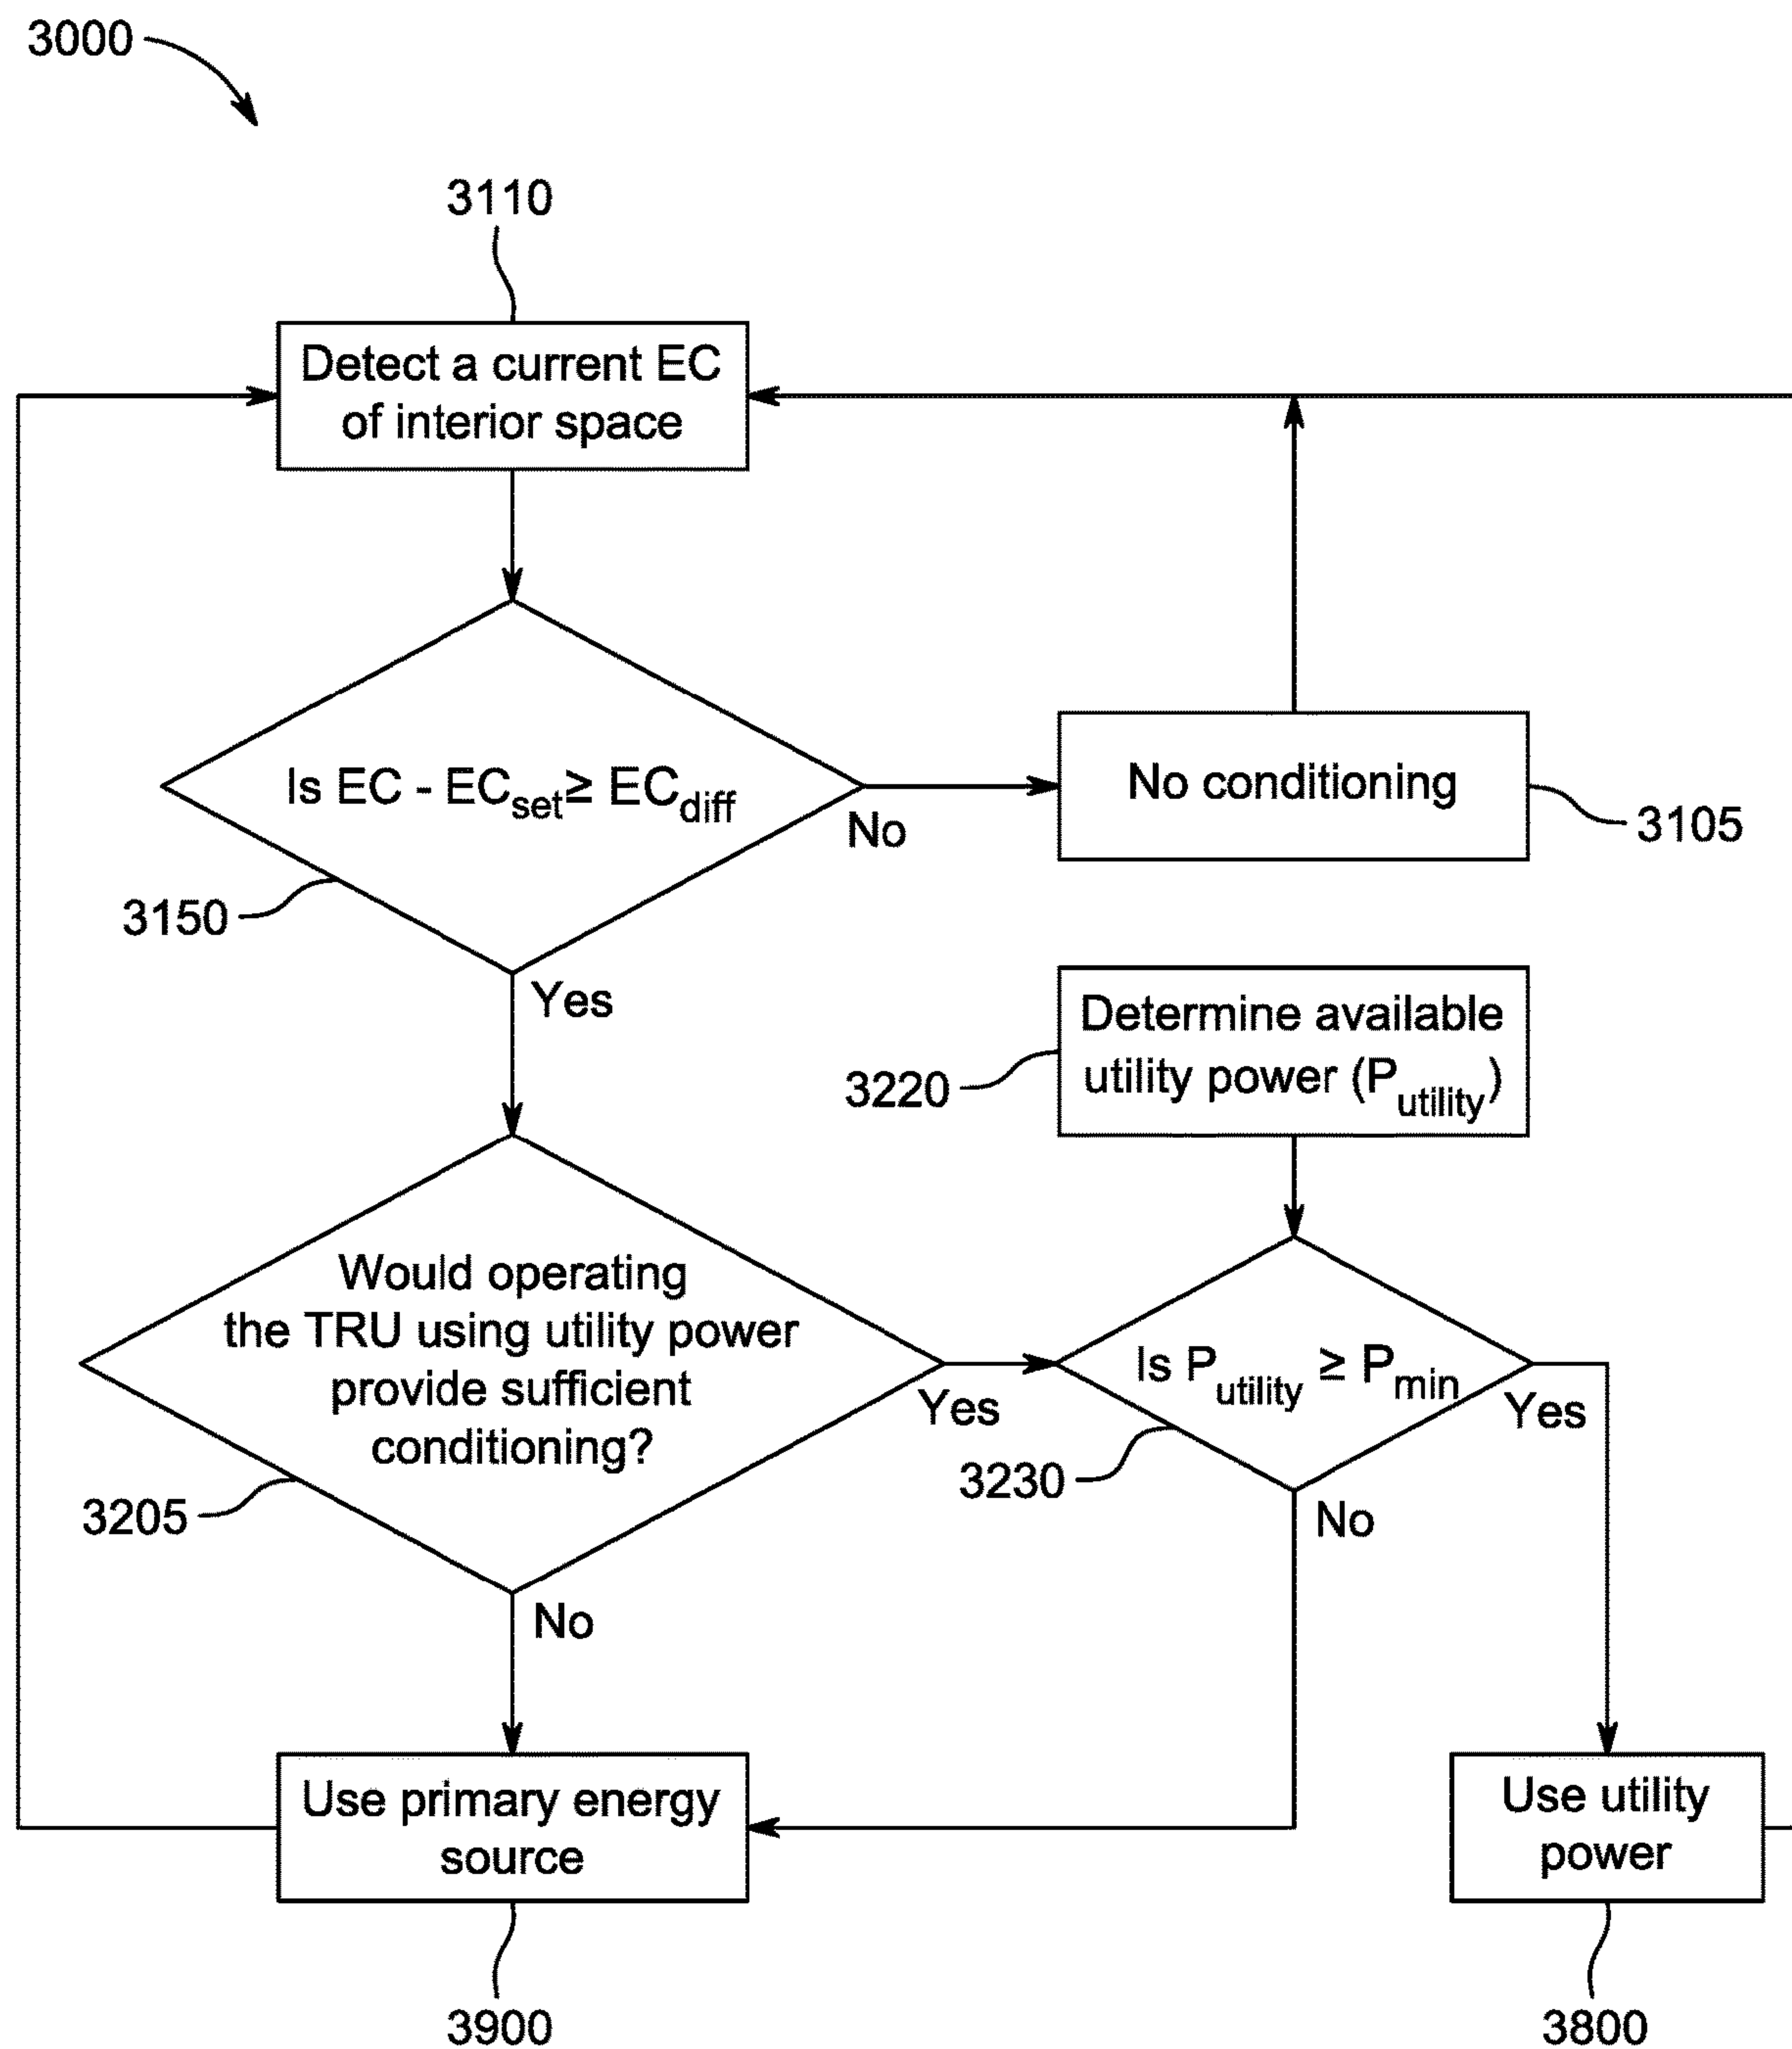 3000
3110
Detect a current EC
of interior space
Is EC - ECset ≥ ECdiff
No
No conditioning
3105
3150
Yes
Determine available
utility power (Putility)
3220
Would operating
the TRU using utility power
provide sufficient
conditioning?
Yes
Is Putility ≥ Pmin
Yes
3230
3205
No
No
Use primary energy
source
Use utility
power
3900
3800